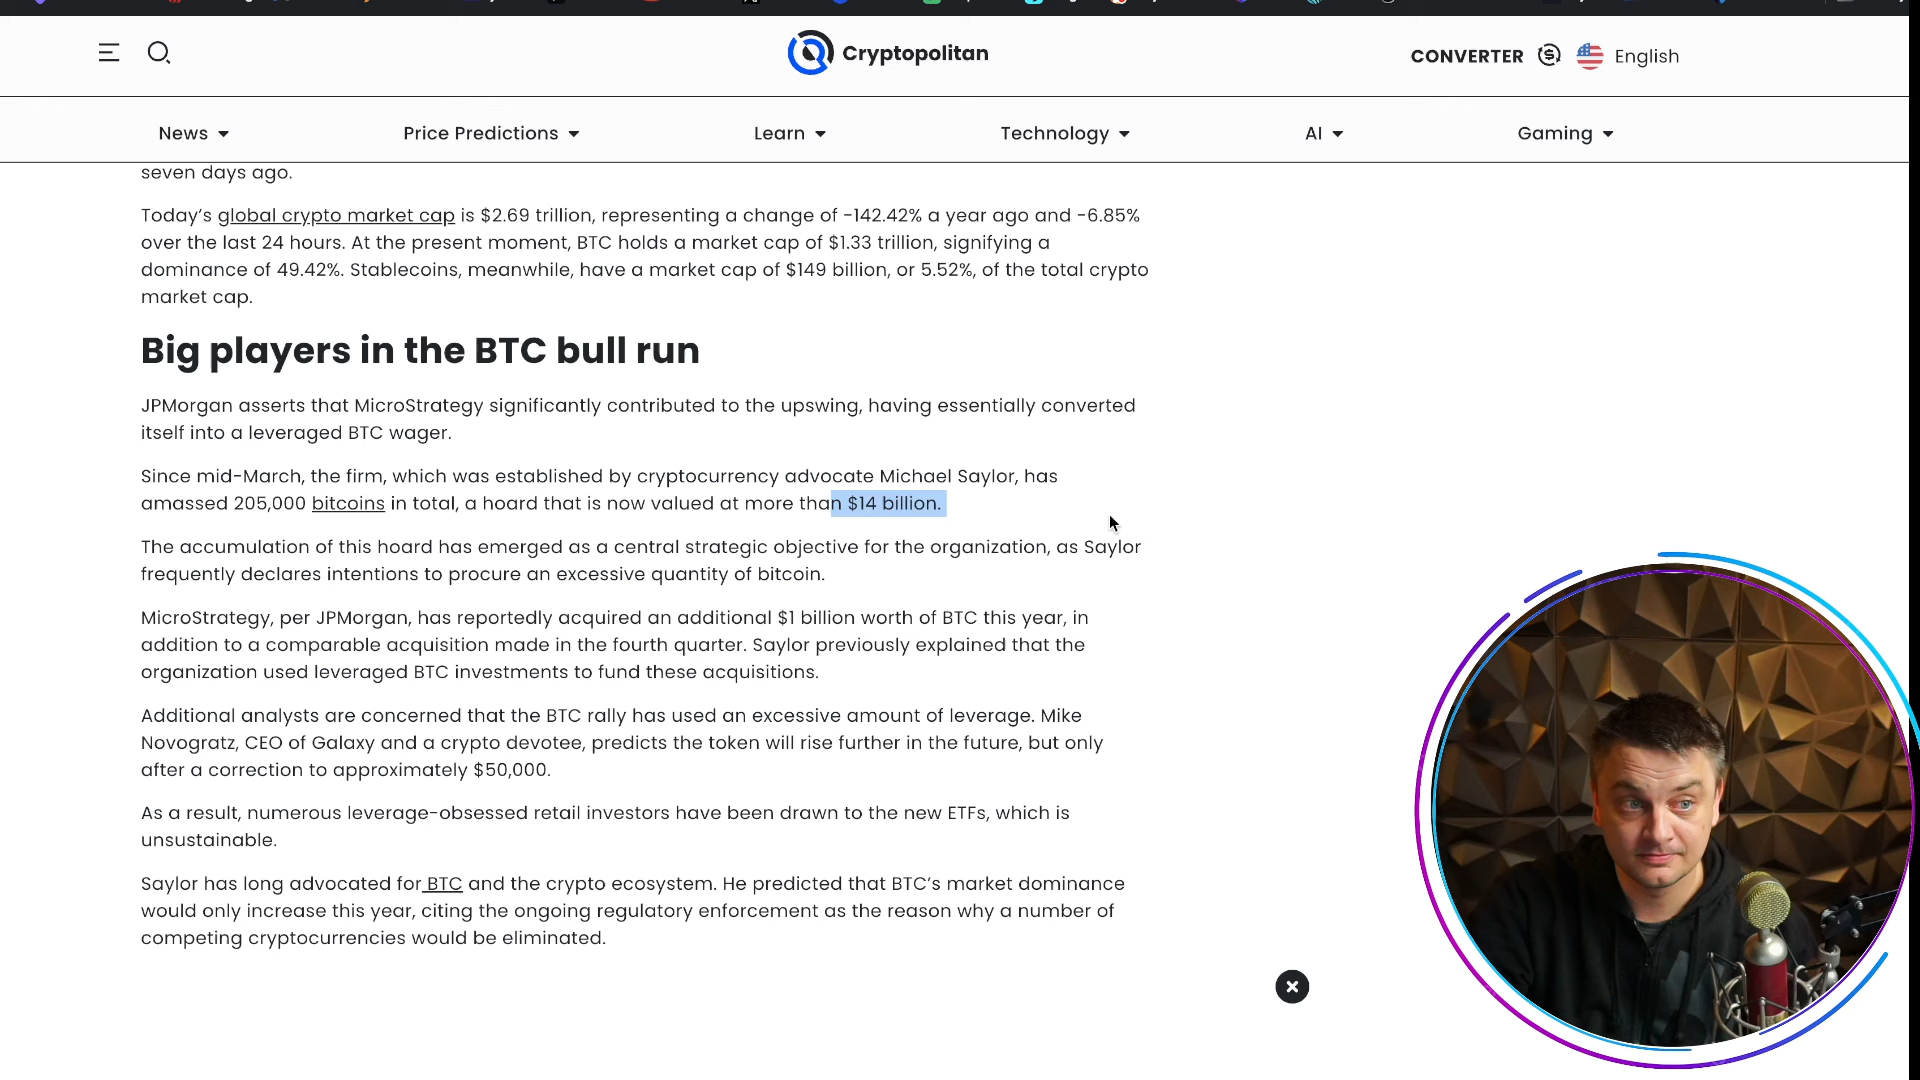 Cryptopolitan
CONVERTER English
News Price Predictions Learn Technology AI Gaming
seven days ago.
Today’s global crypto market cap is $2.69 trillion, representing a change of -142.42% a year ago and -6.85%
over the last 24 hours. At the present moment, BTC holds a market cap of $1.33 trillion, signifying a
dominance of 49.42%. Stablecoins, meanwhile, have a market cap of $149 billion, or 5.52%, of the total crypto
market cap.
Big players in the BTC bull run
JPMorgan asserts that MicroStrategy significantly contributed to the upswing, having essentially converted
itself into a leveraged BTC wager.
Since mid-March, the firm, which was established by cryptocurrency advocate Michael Saylor, has
amassed 205,000 bitcoins in total, a hoard that is now valued at more than $14 billion.
The accumulation of this hoard has emerged as a central strategic objective for the organization, as Saylor
frequently declares intentions to procure an excessive quantity of bitcoin.
MicroStrategy, per JPMorgan, has reportedly acquired an additional $1 billion worth of BTC this year, in
addition to a comparable acquisition made in the fourth quarter. Saylor previously explained that the
organization used leveraged BTC investments to fund these acquisitions.
Additional analysts are concerned that the BTC rally has used an excessive amount of leverage. Mike
Novogratz, CEO of Galaxy and a crypto devotee, predicts the token will rise further in the future, but only
after a correction to approximately $50,000.
As a result, numerous leverage-obsessed retail investors have been drawn to the new ETFs, which is
unsustainable.
Saylor has long advocated for BTC and the crypto ecosystem. He predicted that BTC’s market dominance
would only increase this year, citing the ongoing regulatory enforcement as the reason why a number of
competing cryptocurrencies would be eliminated.